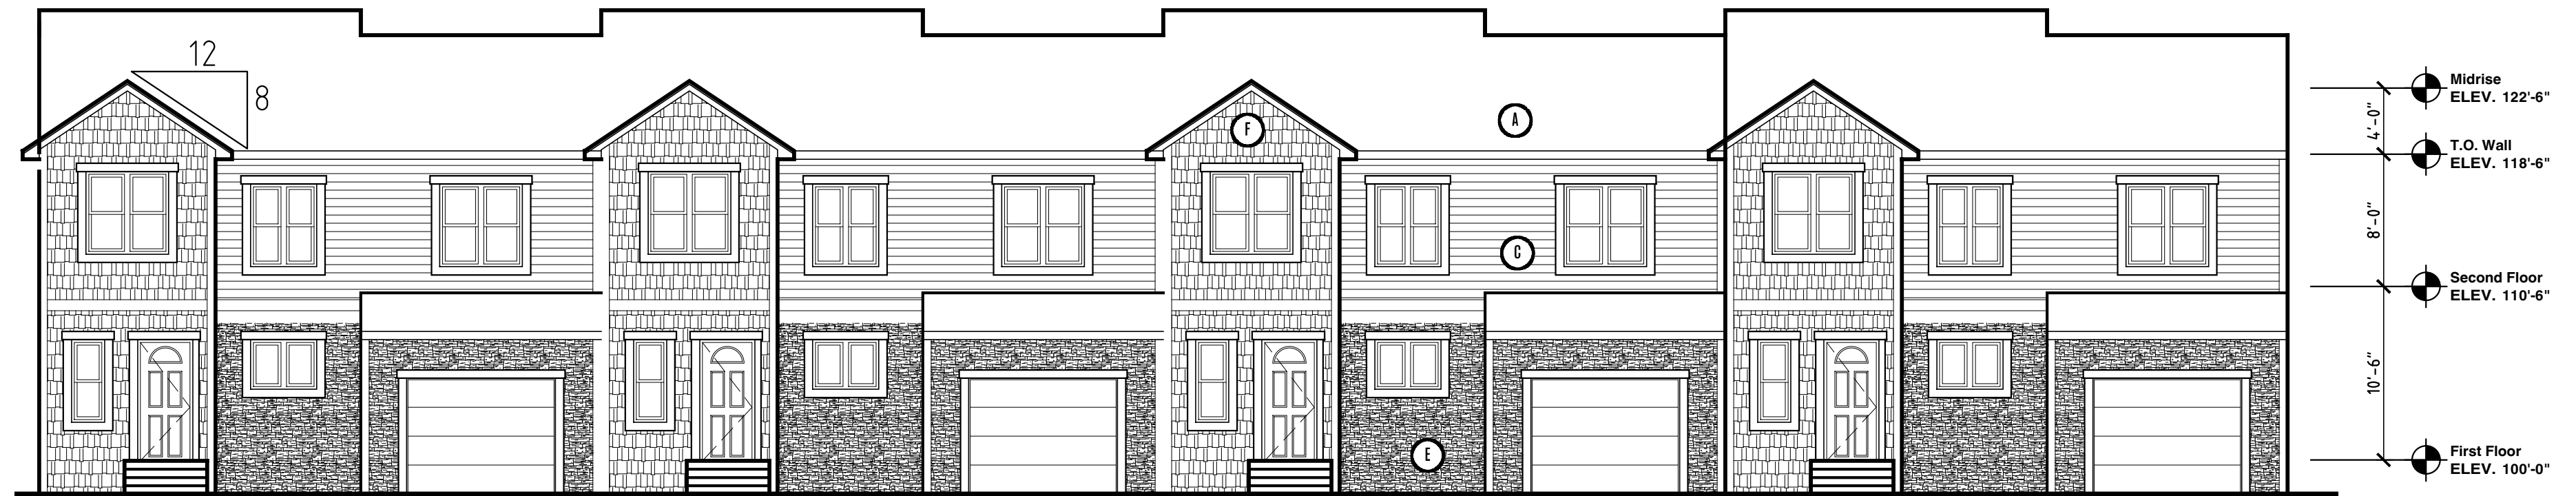 12
8
F
A
C
E
Midrise
ELEV. 122'-6"
4'-0"
T.O. Wall
ELEV. 118'-6"
8'-0"
Second Floor
ELEV. 110'-6"
10'-6"
First Floor
ELEV. 100'-0"